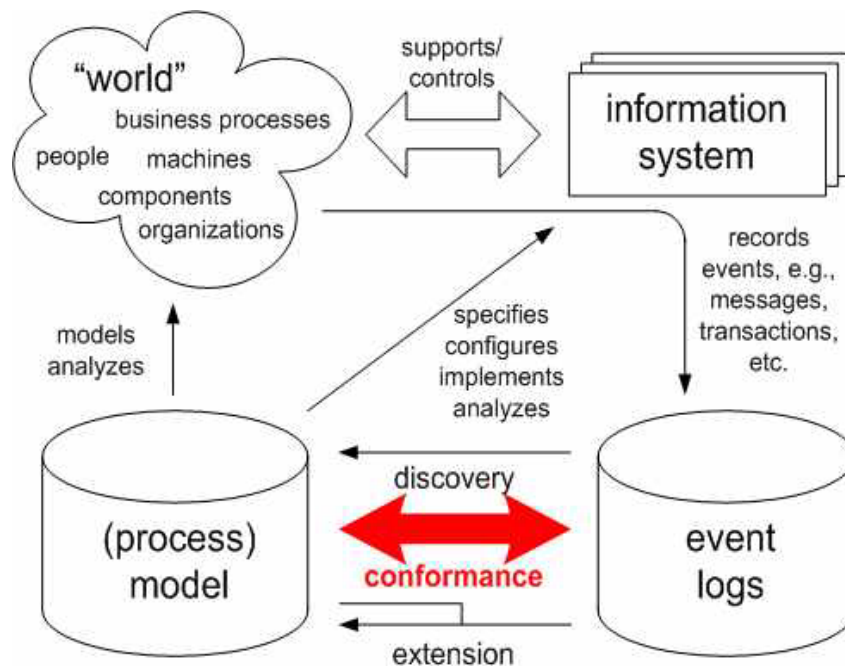 "world"
business processes
people
machines
components
organizations
supports/
controls
information
system
records
events, e.g.,
messages,
transactions,
etc.
models
analyzes
specifies
configures
implements
analyzes
(process)
model
discovery
conformance
extension
event
logs